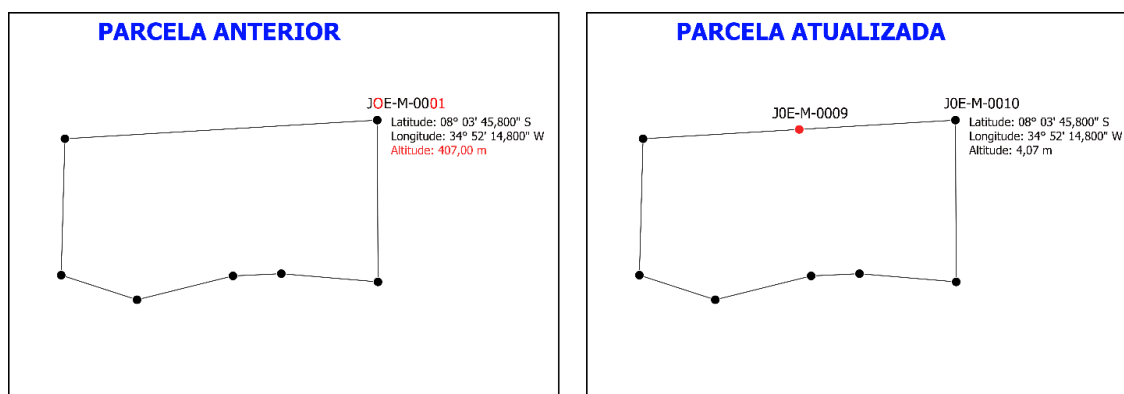 PARCELA ANTERIOR
JOE-M-0001
Latitude: 08° 03' 45,800" S
Longitude: 34° 52' 14,800" W
Altitude: 407,00 m
PARCELA ATUALIZADA
J0E-M-0009
J0E-M-0010
Latitude: 08° 03' 45,800" S
Longitude: 34° 52' 14,800" W
Altitude: 4,07 m